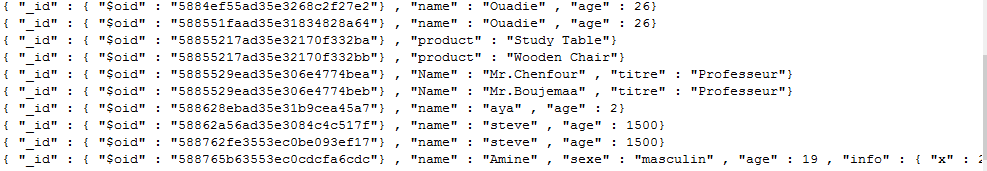 { "_id" : { "$oid" : "5884ef55ad35e3268c2f27e2"} , "name" : "Ouadie" , "age" : 26}
{ "_id" : { "$oid" : "588551faad35e31834828a64"} , "name" : "Ouadie" , "age" : 26}
{ "_id" : { "$oid" : "58855217ad35e32170f332ba"} , "product" : "Study Table"}
{ "_id" : { "$oid" : "58855217ad35e32170f332bb"} , "product" : "Wooden Chair"}
{ "_id" : { "$oid" : "5885529ead35e306e4774bea"} , "Name" : "Mr.Chenfour" , "titre" : "Professeur"}
{ "_id" : { "$oid" : "5885529ead35e306e4774beb"} , "Name" : "Mr.Boujemaa" , "titre" : "Professeur"}
{ "_id" : { "$oid" : "588628ebad35e31b9cea45a7"} , "name" : "aya" , "age" : 2}
{ "_id" : { "$oid" : "58862a56ad35e3084c4c517f"} , "name" : "steve" , "age" : 1500}
{ "_id" : { "$oid" : "588762fe3553ec0be093ef17"} , "name" : "steve" , "age" : 1500}
{ "_id" : { "$oid" : "588765b63553ec0cdcfa6cdc"} , "name" : "Amine" , "sexe" : "masculin" , "age" : 19 , "info" : { "x" :